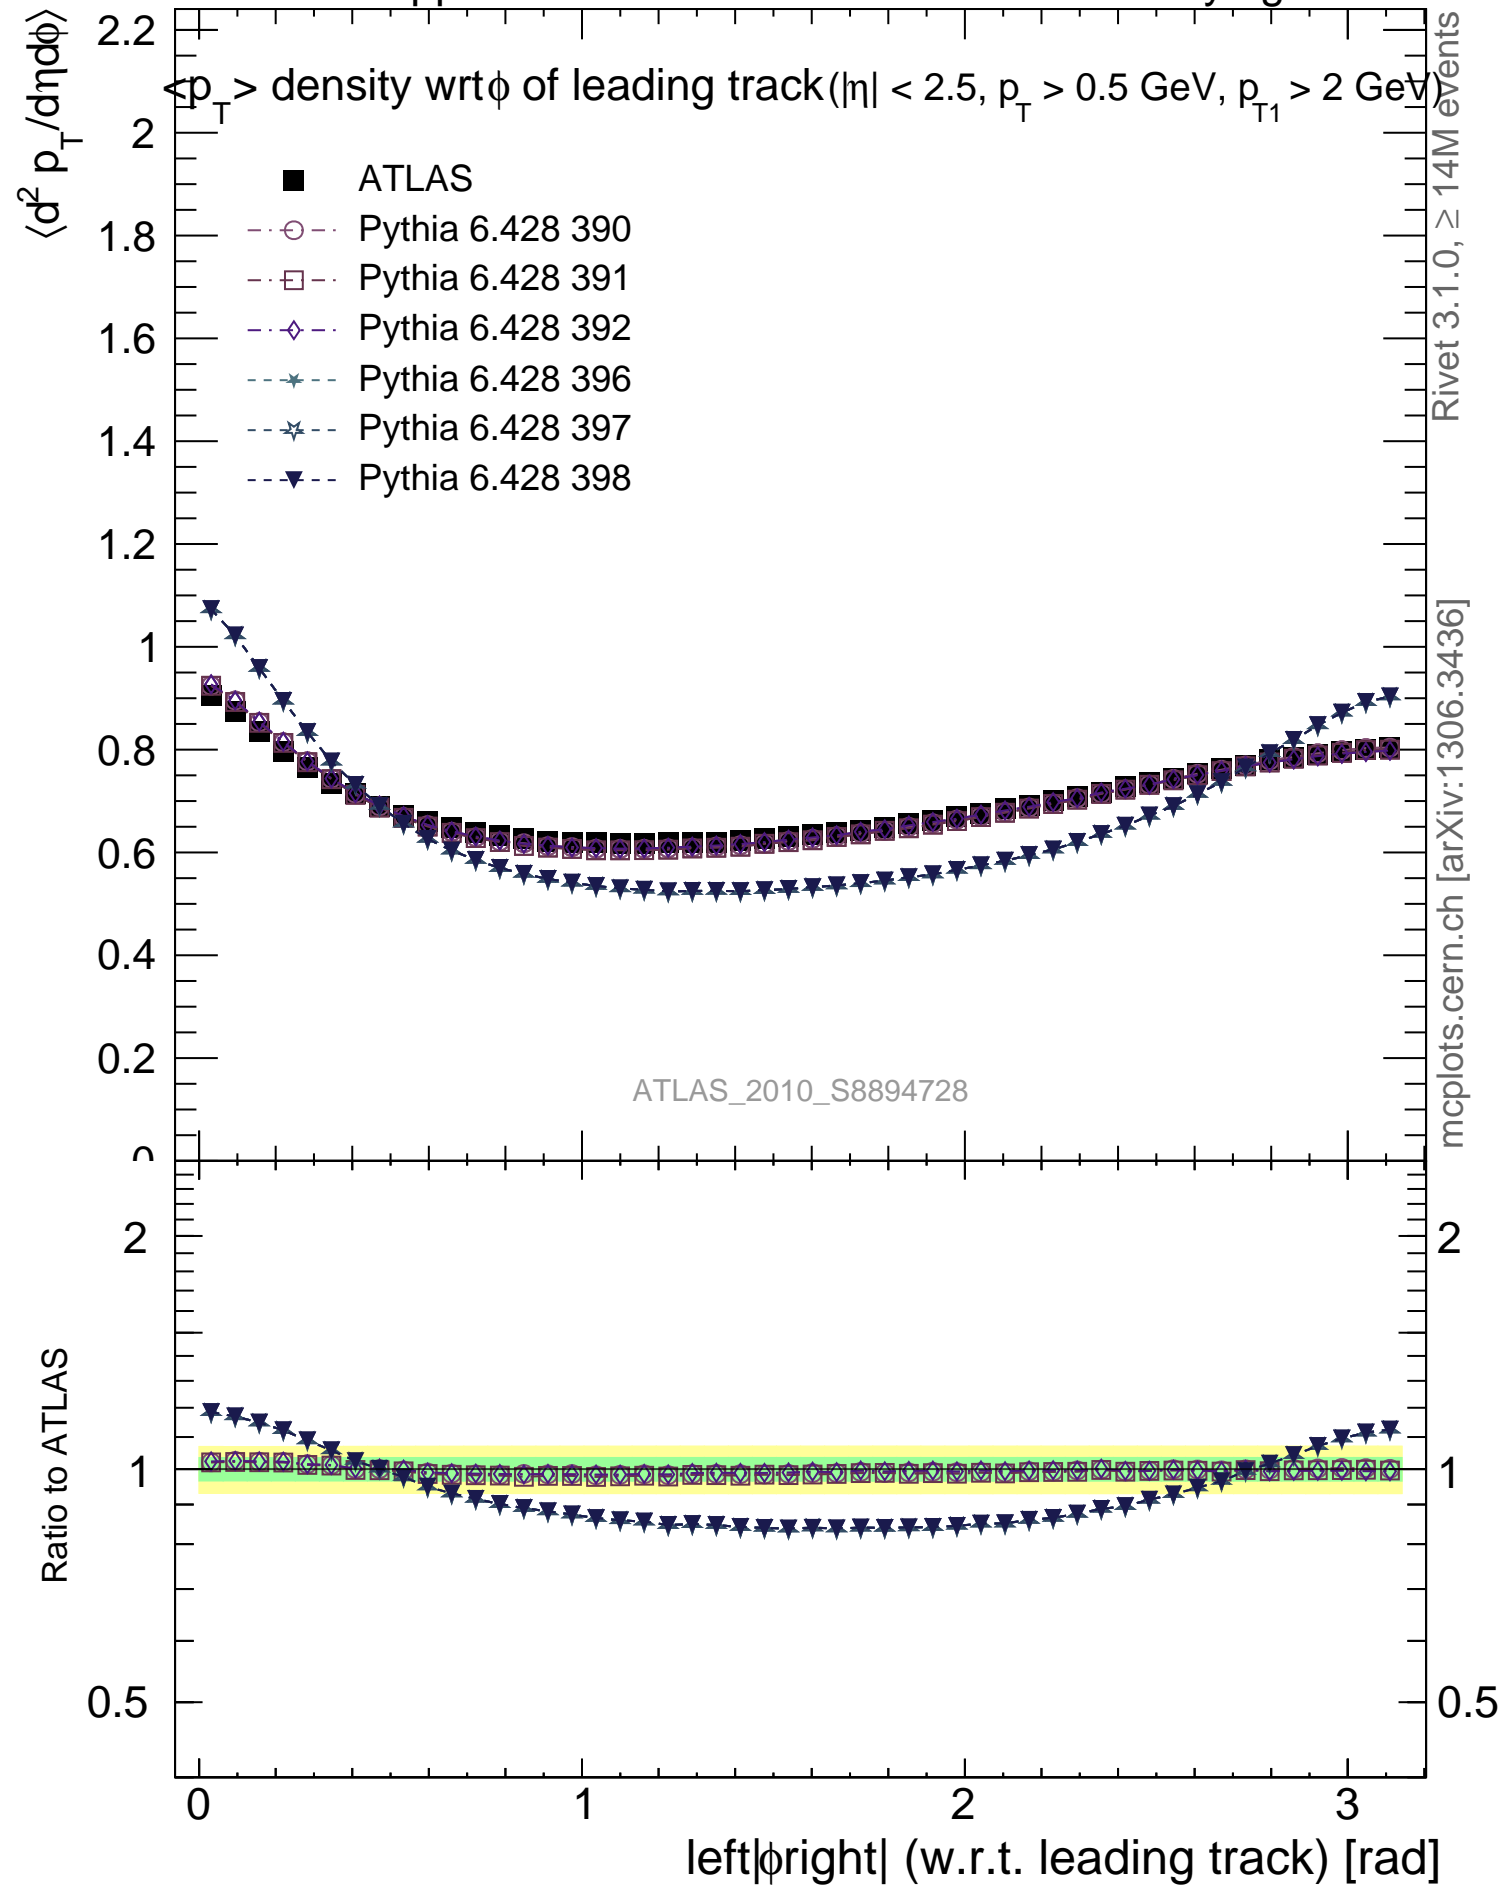 ⟨d² p_T/dηdϕ⟩
<p_T> density wrt ϕ of leading track (|η| < 2.5, p_T > 0.5 GeV, p_T1 > 2 GeV)
ATLAS
Pythia 6.428 390
Pythia 6.428 391
Pythia 6.428 392
Pythia 6.428 396
Pythia 6.428 397
Pythia 6.428 398
2.2
2
1.8
1.6
1.4
1.2
1
0.8
0.6
0.4
0.2
0
ATLAS_2010_S8894728
Rivet 3.1.0, ≥ 14M events
mcplots.cern.ch [arXiv:1306.3436]
Ratio to ATLAS
2
1
0.5
2
1
0.5
0
1
2
3
left|ϕright| (w.r.t. leading track) [rad]